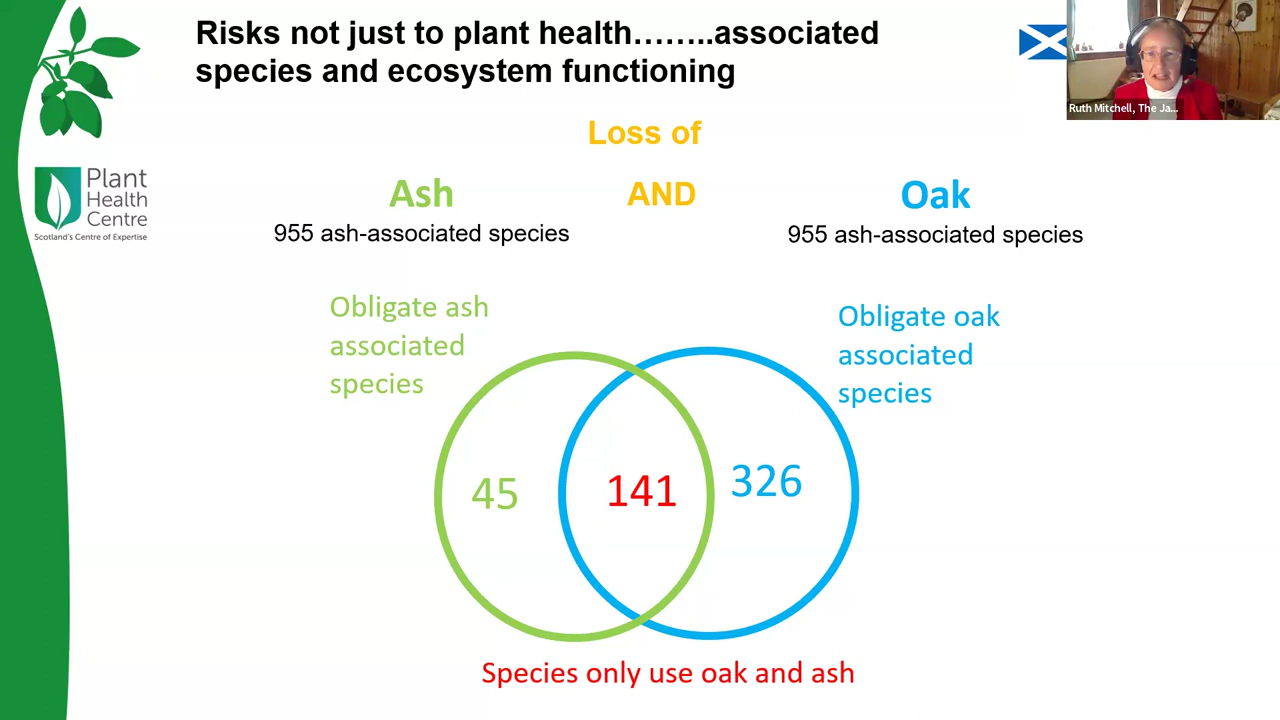 Risks not just to plant health……..associated
species and ecosystem functioning
Ruth Mitchell, The Ja...
Plant
Health
Centre
Scotland's Centre of Expertise
Loss of
Ash
AND
Oak
955 ash-associated species
955 ash-associated species
Obligate ash
associated
species
Obligate oak
associated
species
45
141
326
Species only use oak and ash